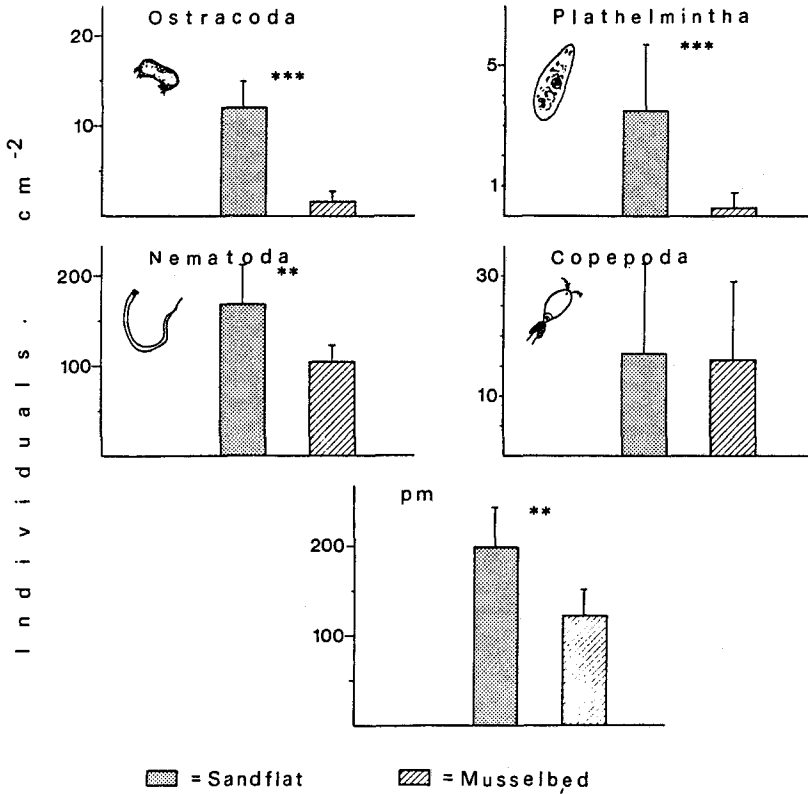 Ostracoda
20
***
10
Plathelmintha
***
5
1
Individuals . cm -2
Nematoda
200
**
100
Copepoda
30
10
pm
**
200
100
= Sandflat
= Musselbed